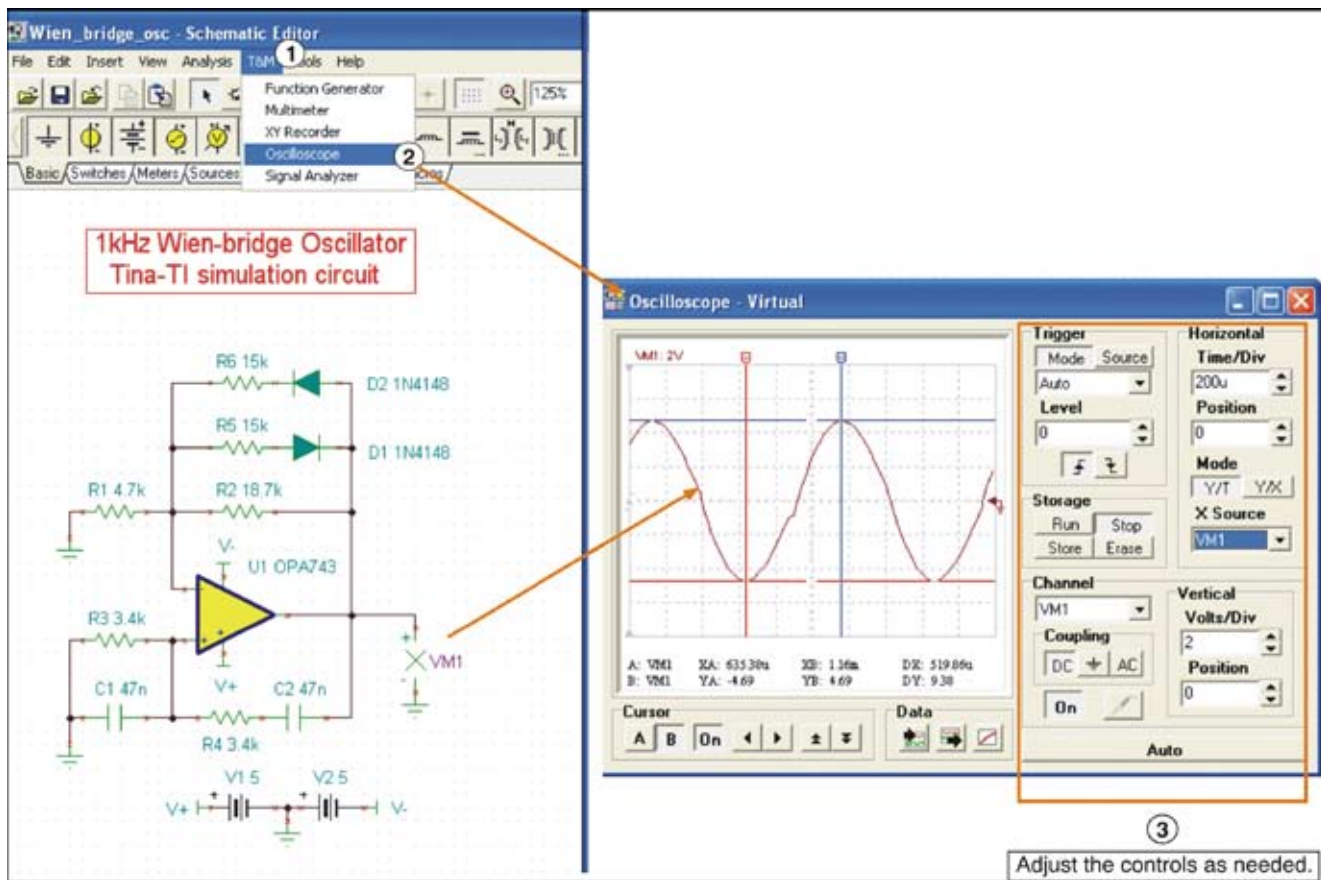 Wien_bridge_osc - Schematic Editor
File Edit Insert View Analysis T&M Tools Help
1
Function Generator
Multimeter
XY Recorder
Oscilloscope
Signal Analyzer
2
125%
Basic Switches Meters Sources
1kHz Wien-bridge Oscillator
Tina-TI simulation circuit
R6 15k
D2 1N4148
R5 15k
D1 1N4148
R1 4.7k
R2 18.7k
V-
U1 OPA743
R3 3.4k
VM1
V+
C1 47n
C2 47n
R4 3.4k
V1 5
V2 5
V+
V-
Oscilloscope - Virtual
VM1: 2V
A: VM1 XA: 635.38u XB: 1.16m DX: 519.86u
B: VM1 YA: -4.69 YB: 4.69 DY: 9.38
Cursor
A B On
Data
Trigger
Mode Source
Auto
Level
0
Storage
Run Stop
Store Erase
Channel
VM1
Coupling
DC AC
On
Horizontal
Time/Div
200u
Position
0
Mode
Y/T Y/X
X Source
VM1
Vertical
Volts/Div
2
Position
0
Auto
3
Adjust the controls as needed.